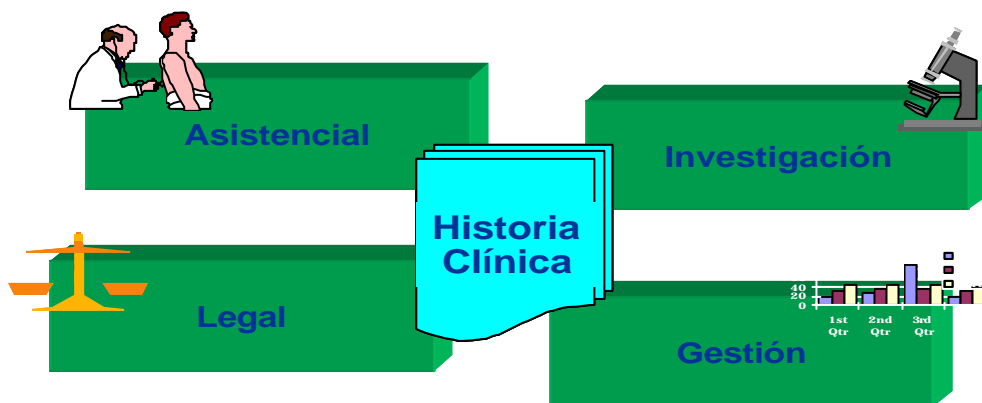 Asistencial
Investigación
Historia
Clínica
Legal
Gestión
40
20
0
1st
Qtr
2nd
Qtr
3rd
Qtr